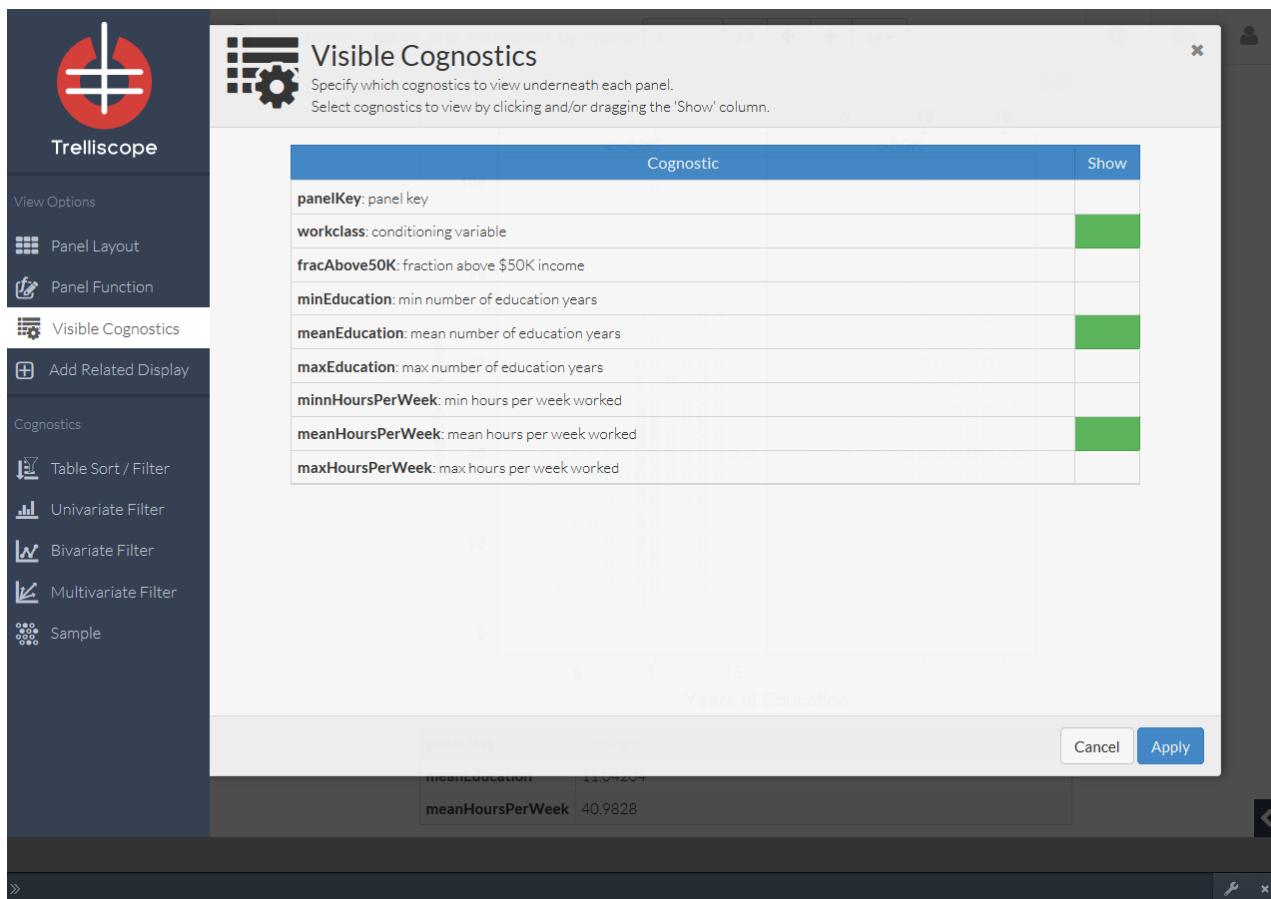 Trelliscope
View Options
Panel Layout
Panel Function
Visible Cognostics
Add Related Display
Cognostics
Table Sort / Filter
Univariate Filter
Bivariate Filter
Multivariate Filter
Sample
Visible Cognostics
Specify which cognostics to view underneath each panel.
Select cognostics to view by clicking and/or dragging the 'Show' column.
Cognostic Show
panelKey: panel key
workclass: conditioning variable
fracAbove50K: fraction above $50K income
minEducation: min number of education years
meanEducation: mean number of education years
maxEducation: max number of education years
minnHoursPerWeek: min hours per week worked
meanHoursPerWeek: mean hours per week worked
maxHoursPerWeek: max hours per week worked
Years of Education
Cancel Apply
meanEducation
meanHoursPerWeek 40.9828